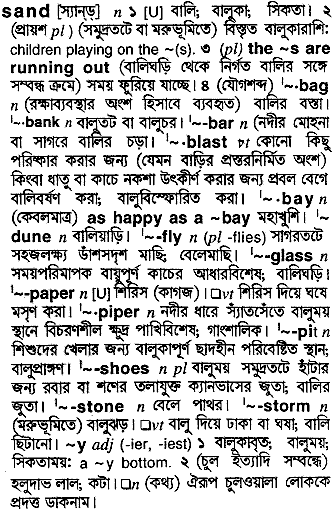 sand [স্যান্ড্] n ১ [U] বালি; বালুকা; সিকতা। ২
(প্রায়শ pl) (সমুদ্রতটে বা মরুভূমিতে) বিস্তৃত বালুকারাশি:
children playing on the ~(s). ৩ (pl) the ~s are
running out (বালিঘড়ি থেকে নির্গত বালির সঙ্গে
সম্বন্ধ ক্রমে) সময় ফুরিয়ে যাচ্ছে। ৪ (যৌগশব্দ) ˈ~-bag
n (রক্ষাব্যবস্থার অংশ হিসাবে ব্যবহৃত) বালির বস্তা।
ˈ~-bank n বালুতট বা বালুচর। ˈ~-bar n (নদীর মোহনা
বা সাগরে বালির চড়া। ˈ~-blast vt কোনো কিছু
পরিষ্কার করার জন্য (যেমন বাড়ির প্রস্তরনির্মিত অংশ)
কিংবা ধাতু বা কাচে নকশা উৎকীর্ণ করার জন্য প্রবল বেগে
বালিবর্ষণ করা; বালুবিস্ফোরিত করা। ˈ~-bay n
(কেবলমাত্র) as happy as a ~-bay মহাখুশি। ˈ~-
dune n বালিয়াড়ি। ˈ~-fly n (pl -flies) সাগরতটে
সহজলক্ষ্য ডাঁশসদৃশ মাছি; বেলেমাছি। ˈ~-glass n
সময়পরিমাপক বায়ুপূর্ণ কাচের আধারবিশেষ; বালিঘড়ি।
ˈ~-paper n [U] শিরিস (কাগজ)। ❑vt শিরিস দিয়ে ঘষে
মসৃণ করা। ˈ~-piper n নদীর ধারে স্যাঁতসেঁতে বালুময়
স্থানে বিচরণশীল ক্ষুদ্র পাখিবিশেষ; গাংশালিক। ˈ~-pit n
শিশুদের খেলার জন্য বালুকাপূর্ণ ছাদহীন পরিবেষ্টিত স্থান;
বালুপ্রাঙ্গণ। ˈ~-shoes n pl বালুময় সমুদ্রতটে হাঁটার
জন্য রবার বা শণের তলাযুক্ত ক্যানভাসের জুতা; বালির
জুতা। ˈ~-stone n বেলে পাথর। ˈ~-storm n
(মরুভূমিতে) বালুঝড়। ❑vt বালু দিয়ে ঢাকা বা ঘষা; বালি
ছিটানো। ~y adj (-ier, -iest) ১ বালুকাবৃত; বালুময়;
সিকতাময়: a ~y bottom. ২ (চুল ইত্যাদি সম্বন্ধে)
হলুদাভ লাল; কটা। ❑n (কথ্য) ঐরূপ চুলওয়ালা লোককে
প্রদত্ত ডাকনাম।